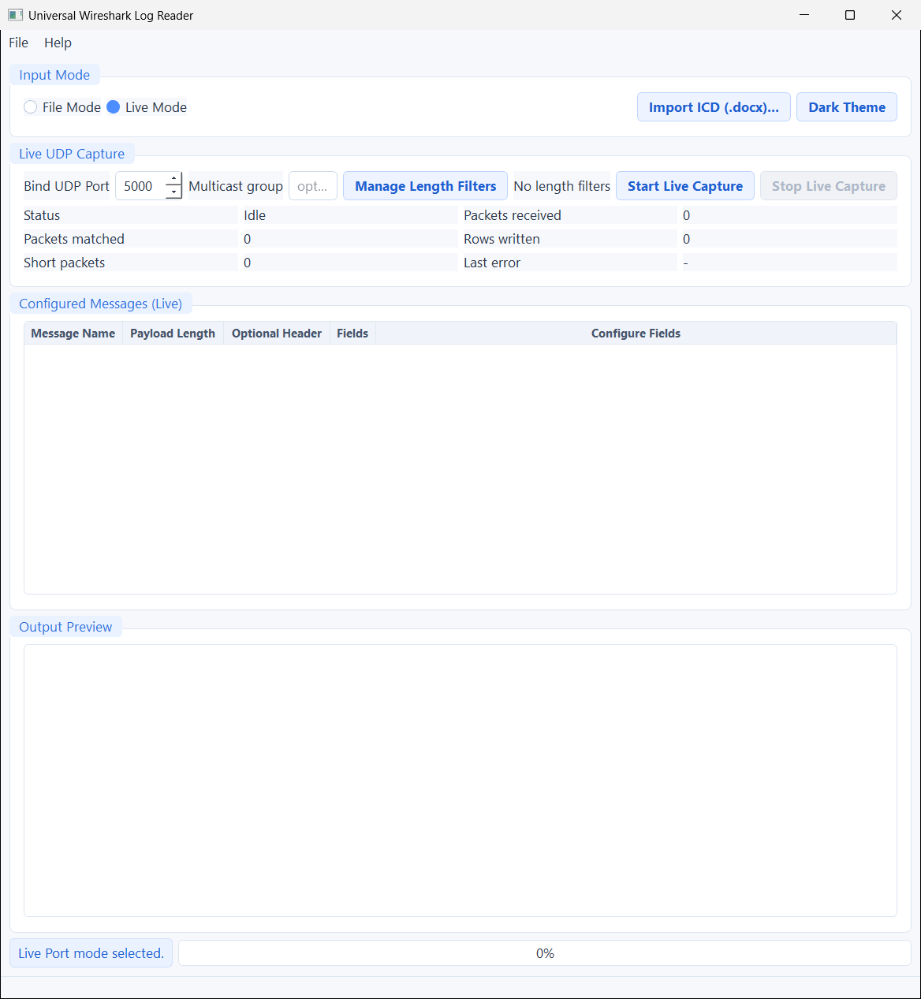 Universal Wireshark Log Reader
File Help
Input Mode
File Mode Live Mode Import ICD (.docx)... Dark Theme
Live UDP Capture
Bind UDP Port 5000 Multicast group opt... Manage Length Filters No length filters Start Live Capture Stop Live Capture
Status Idle Packets received 0
Packets matched 0 Rows written 0
Short packets 0 Last error -
Configured Messages (Live)
Message Name Payload Length Optional Header Fields Configure Fields
Output Preview
Live Port mode selected. 0%